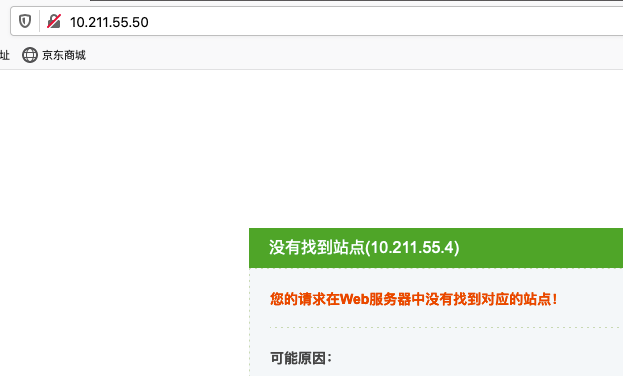 10.211.55.50
址 京东商城
没有找到站点(10.211.55.4)
您的请求在Web服务器中没有找到对应的站点！
可能原因：